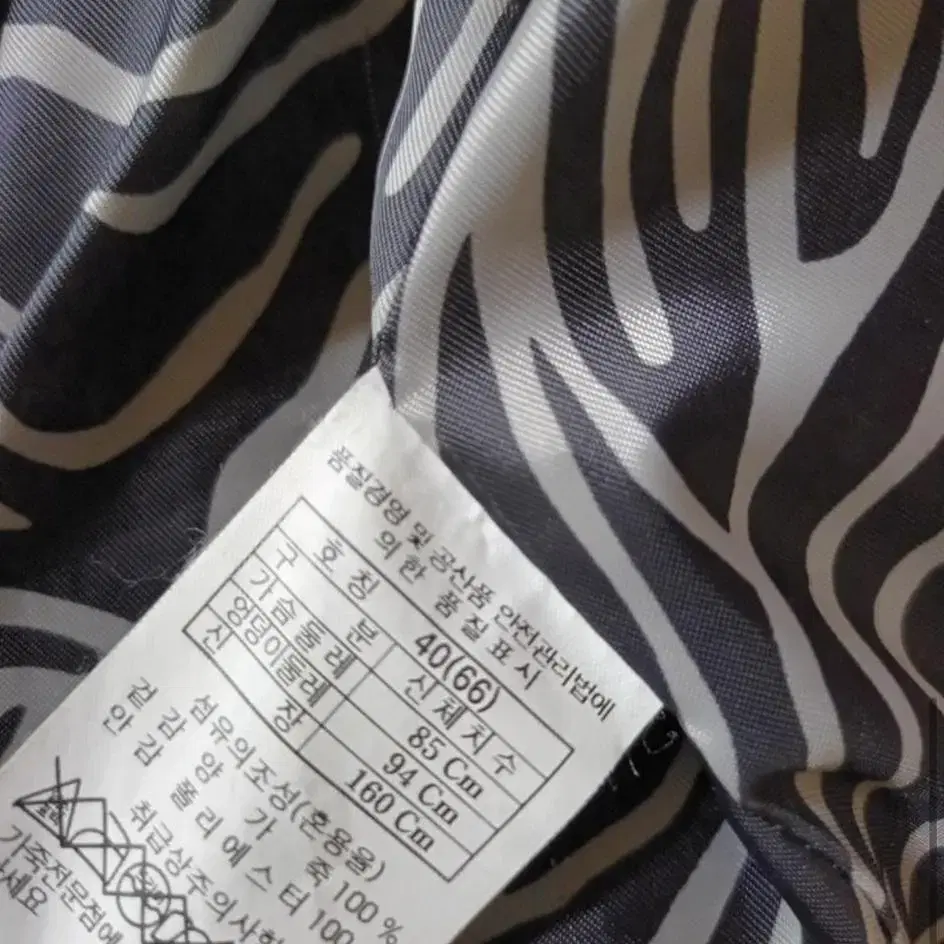 품질경영 및 공산품 안전관리법에
의한 품질표시
호칭 40(66)
구분 신체치수
가슴둘레 85 Cm
엉덩이둘레 94 Cm
신장 160 Cm
섬유의조성(혼용율)
겉감 양가죽 100 %
안감 폴리에스터 100
취급상주의사항
가죽전문점에
세요